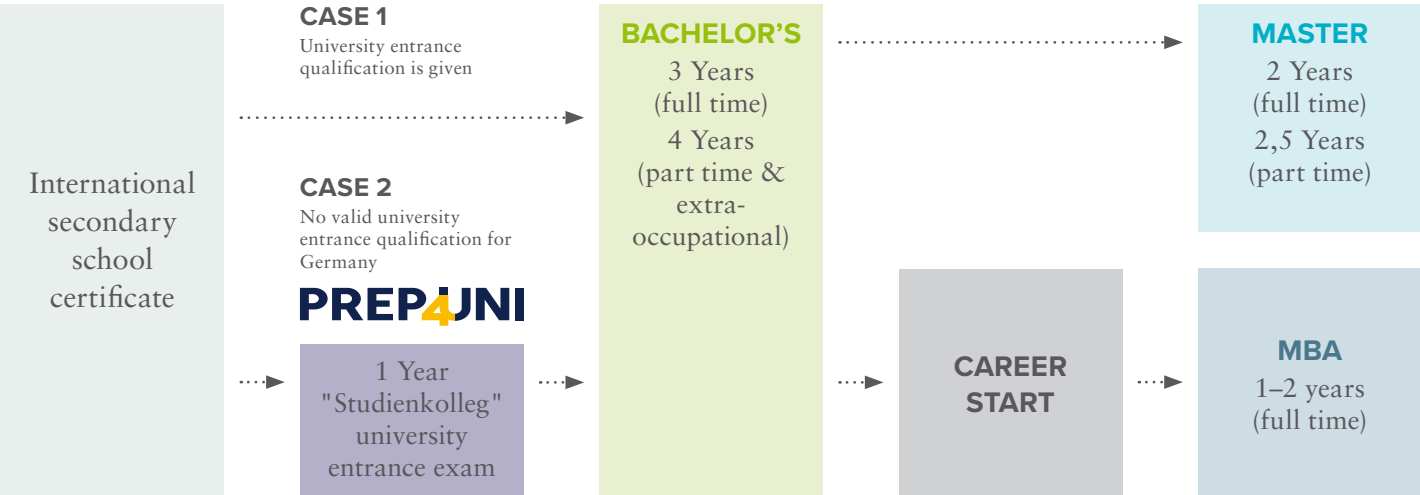 International
secondary
school
certificate
CASE 1
University entrance
qualification is given
CASE 2
No valid university
entrance qualification for
Germany
PREP4UNI
1 Year
"Studienkolleg"
university
entrance exam
BACHELOR'S
3 Years
(full time)
4 Years
(part time &
extra-
occupational)
CAREER
START
MASTER
2 Years
(full time)
2,5 Years
(part time)
MBA
1–2 years
(full time)